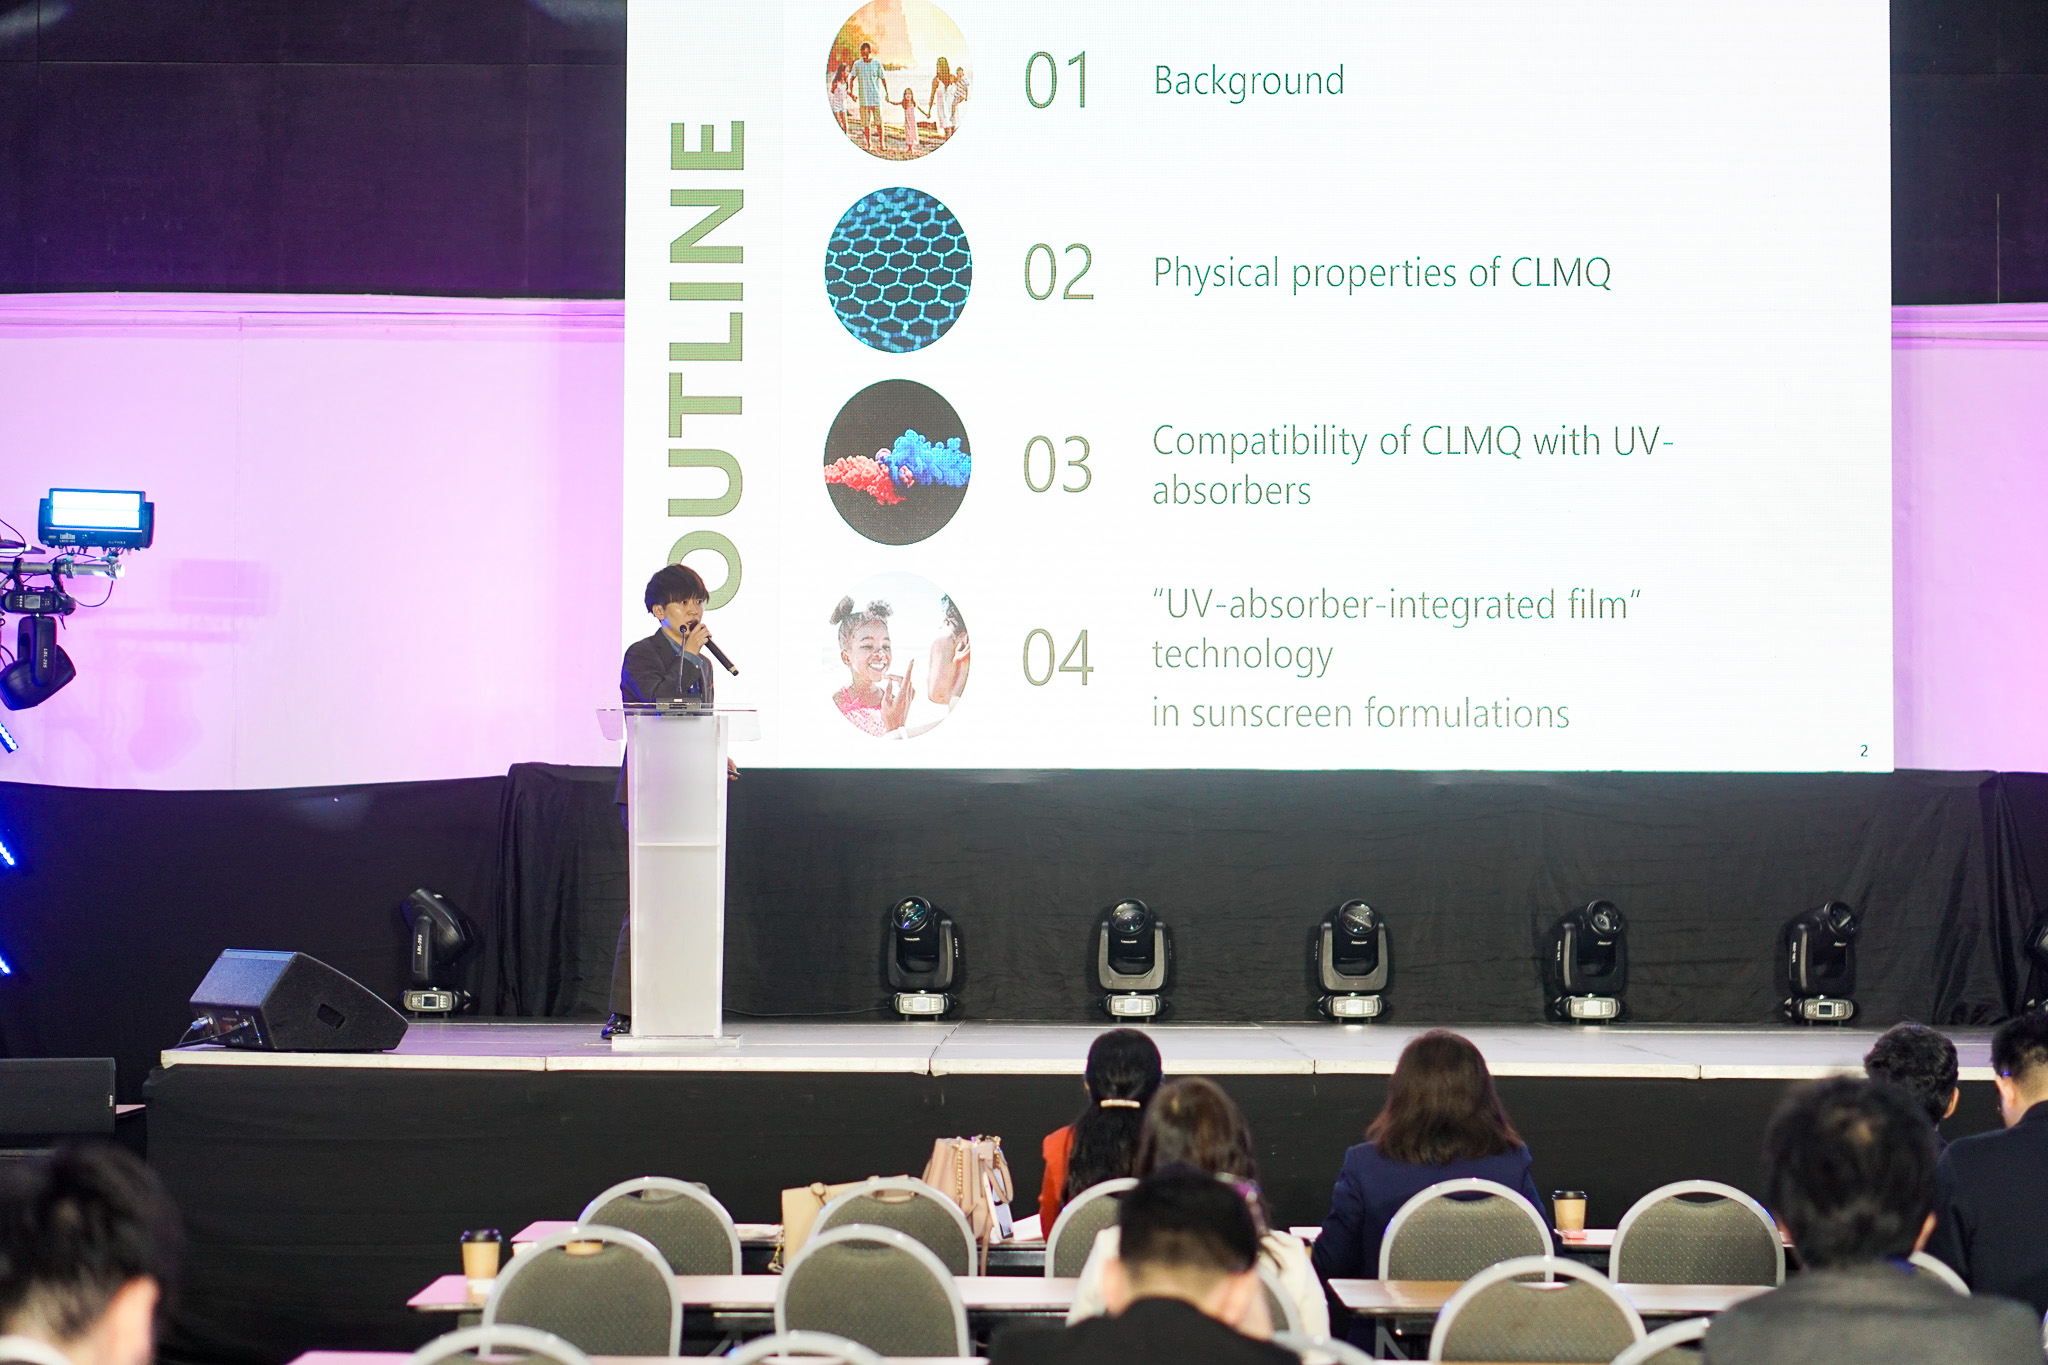 OUTLINE
01 Background
02 Physical properties of CLMQ
03 Compatibility of CLMQ with UV-
absorbers
04 “UV-absorber-integrated film”
technology
in sunscreen formulations
2